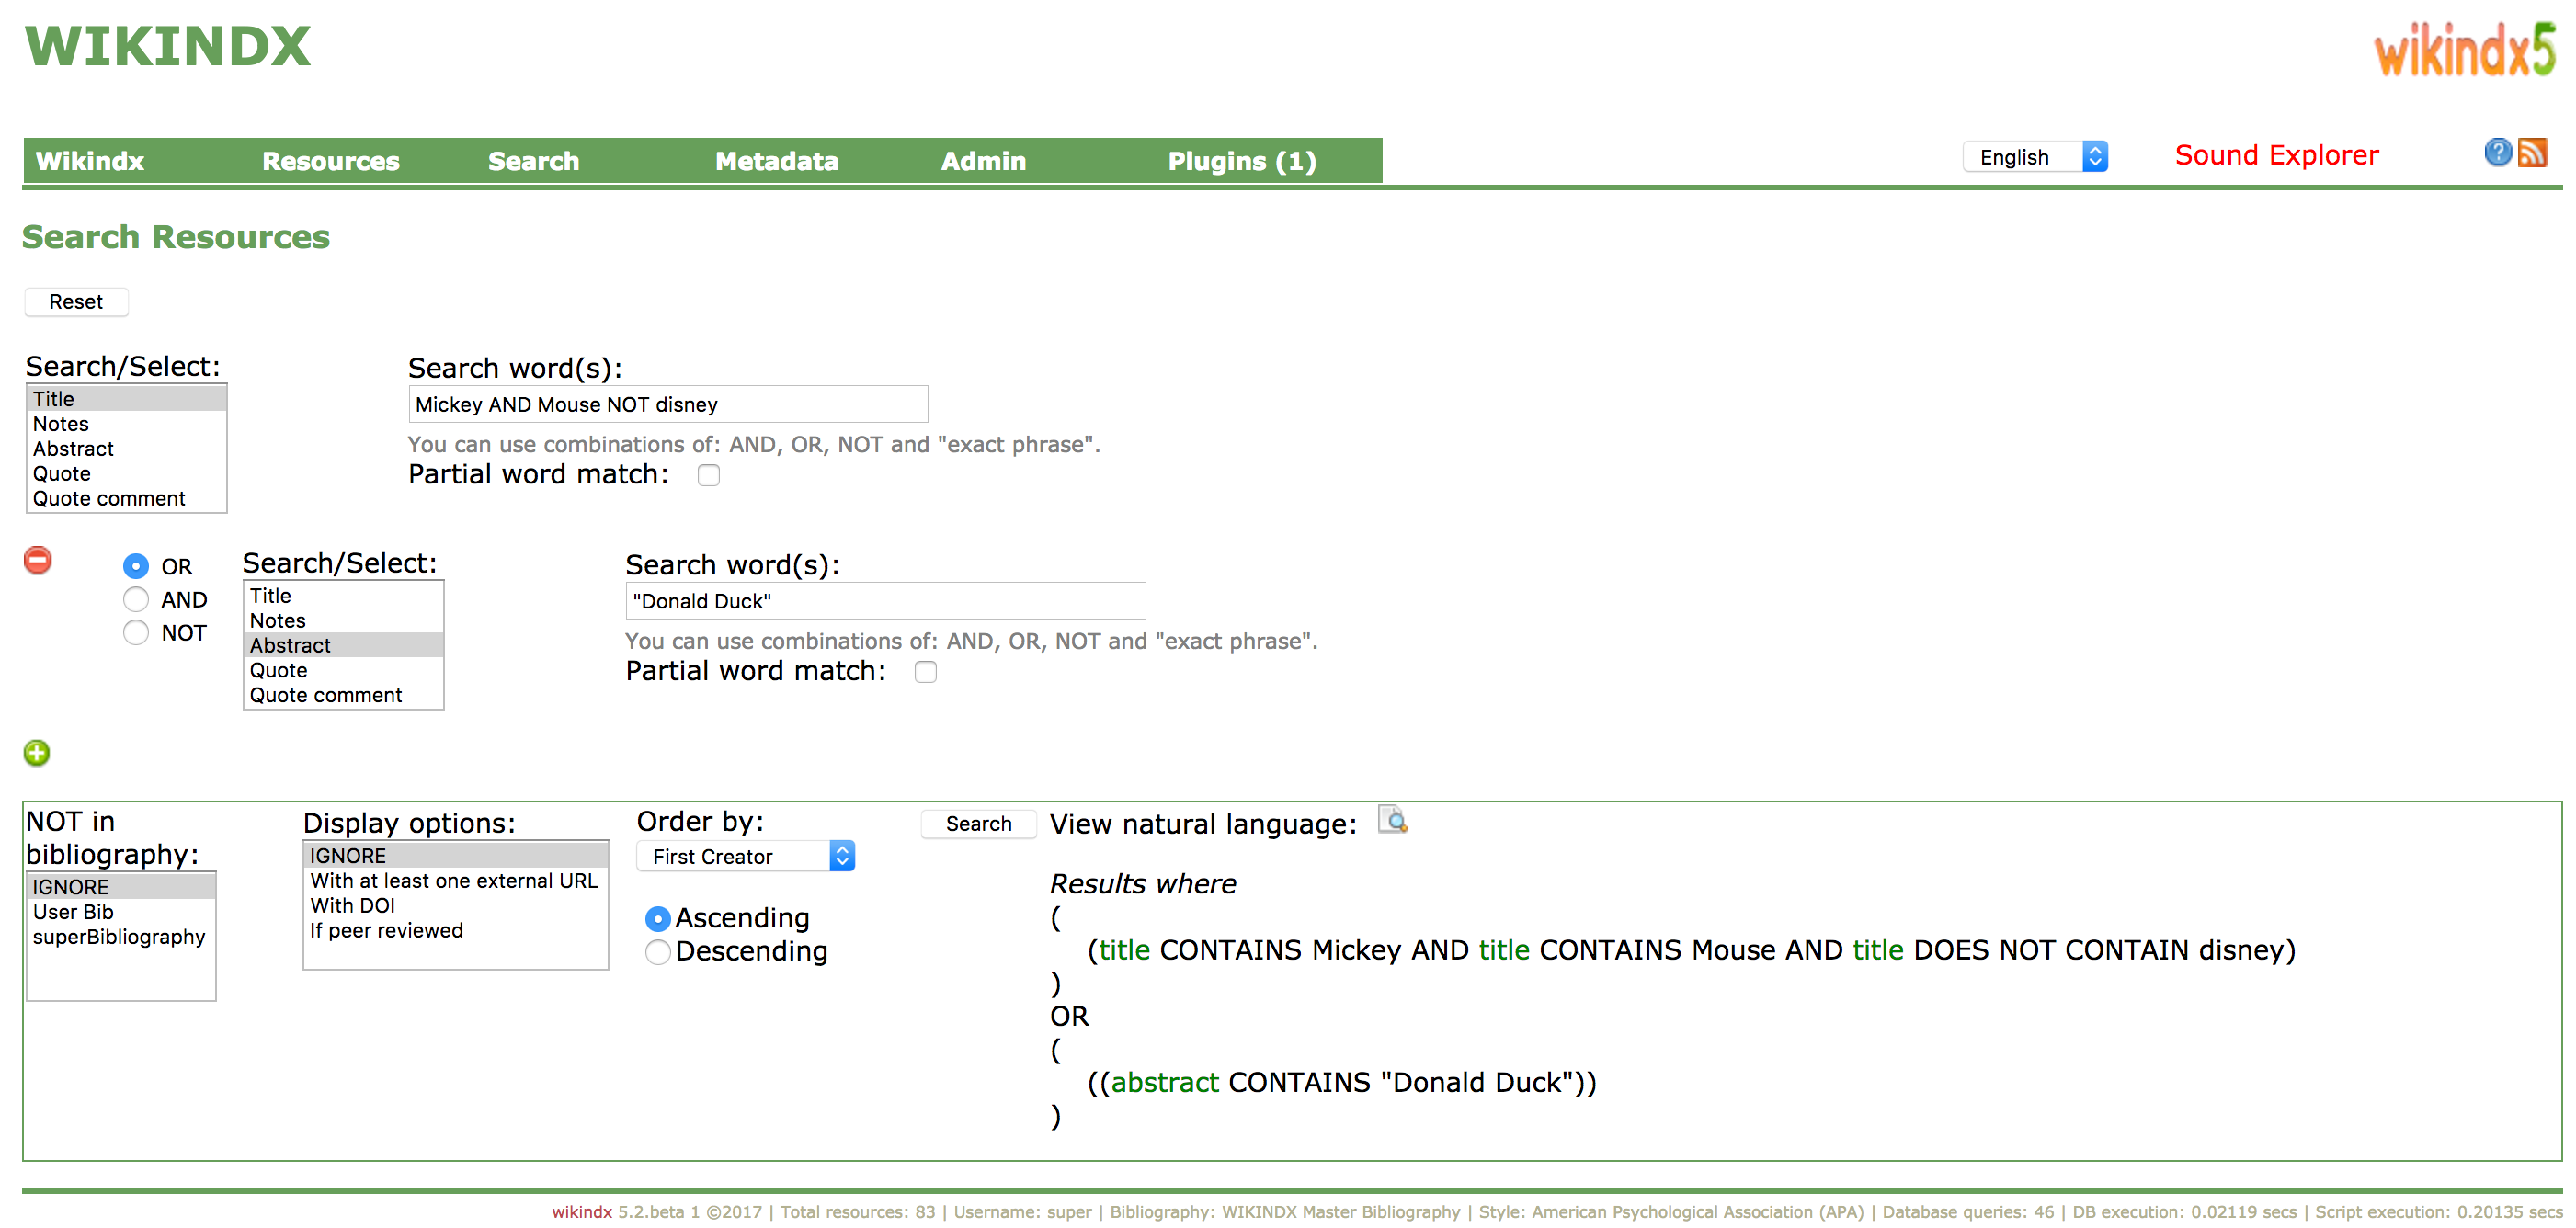 WIKINDX
wikindx5
Wikindx Resources Search Metadata Admin Plugins (1)
English
Sound Explorer
?
Search Resources
Reset
Search/Select:
Title
Notes
Abstract
Quote
Quote comment
Search word(s):
Mickey AND Mouse NOT disney
You can use combinations of: AND, OR, NOT and "exact phrase".
Partial word match:
OR
AND
NOT
Search/Select:
Title
Notes
Abstract
Quote
Quote comment
Search word(s):
"Donald Duck"
You can use combinations of: AND, OR, NOT and "exact phrase".
Partial word match:
NOT in
bibliography:
IGNORE
User Bib
superBibliography
Display options:
IGNORE
With at least one external URL
With DOI
If peer reviewed
Order by:
First Creator
Ascending
Descending
Search
View natural language:
Results where
(
(title CONTAINS Mickey AND title CONTAINS Mouse AND title DOES NOT CONTAIN disney)
)
OR
(
((abstract CONTAINS "Donald Duck"))
)
wikindx 5.2.beta 1 ©2017 | Total resources: 83 | Username: super | Bibliography: WIKINDX Master Bibliography | Style: American Psychological Association (APA) | Database queries: 46 | DB execution: 0.02119 secs | Script execution: 0.20135 secs